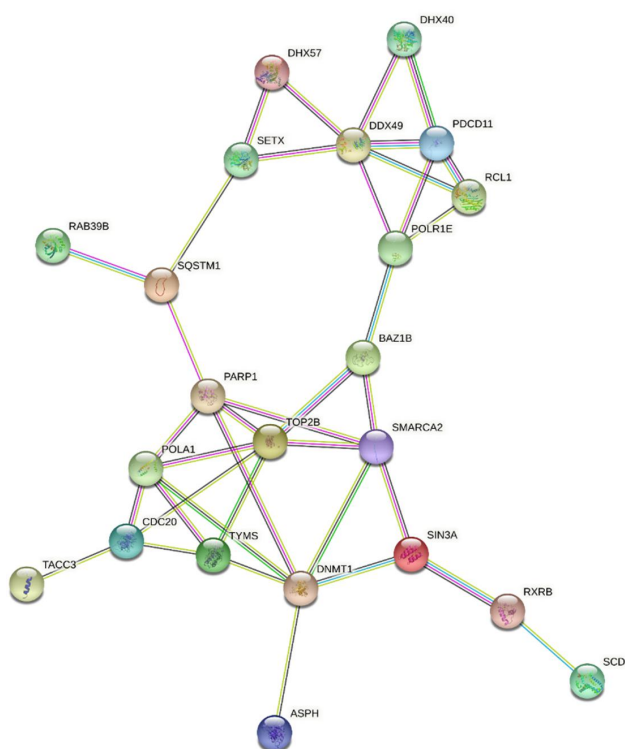 DHX40
DHX57
DDX49
PDCD11
SETX
RCL1
RAB39B
POLR1E
SQSTM1
BAZ1B
PARP1
TOP2B
SMARCA2
POLA1
CDC20
TYMS
SIN3A
TACC3
DNMT1
RXRB
SCD
ASPH